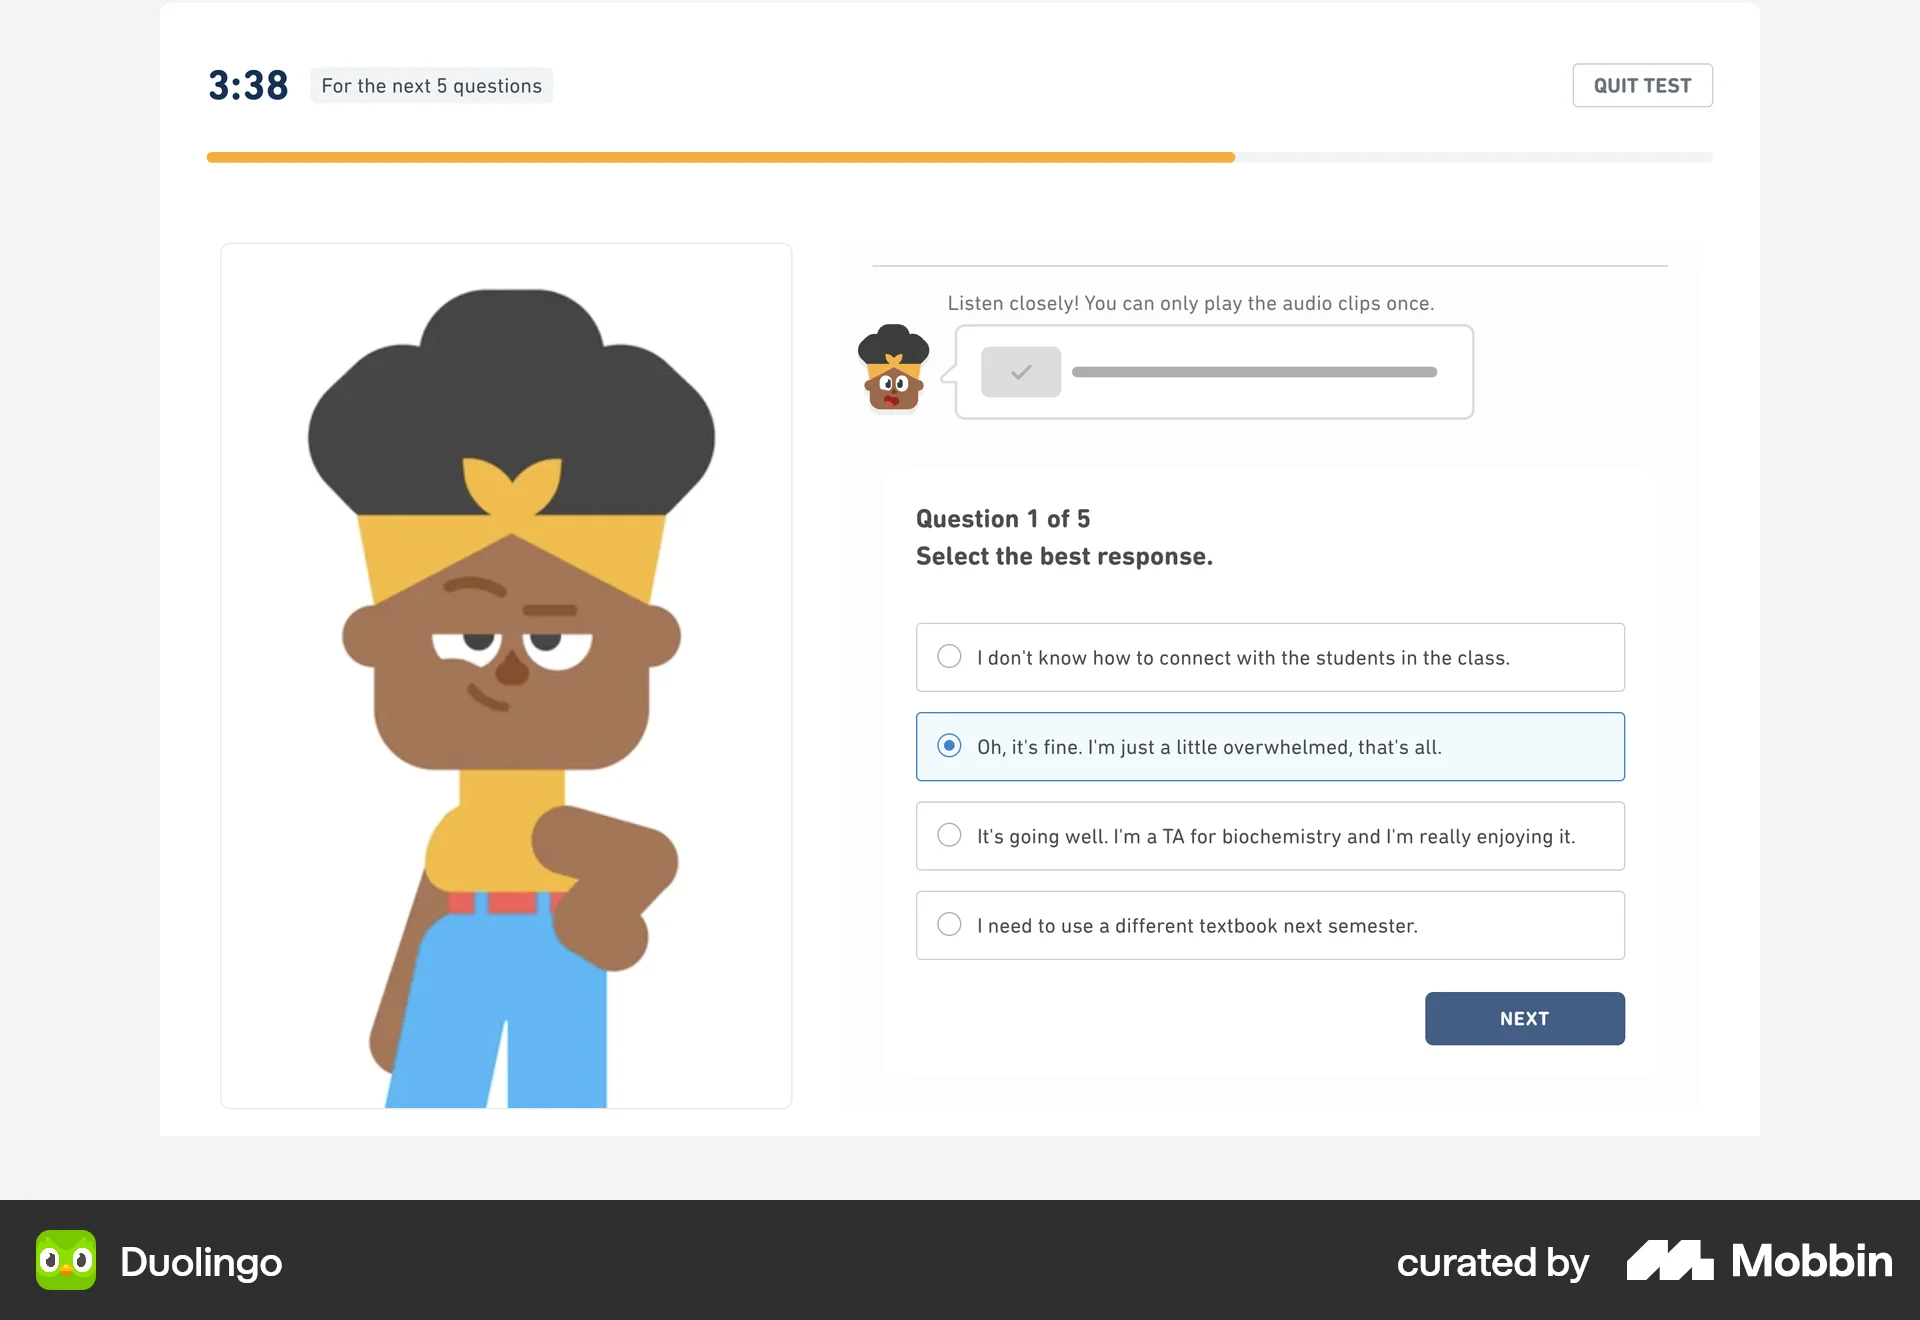 3:38
For the next 5 questions
QUIT TEST
Listen closely! You can only play the audio clips once.
Question 1 of 5
Select the best response.
I don't know how to connect with the students in the class.
Oh, it's fine. I'm just a little overwhelmed, that's all.
It's going well. I'm a TA for biochemistry and I'm really enjoying it.
I need to use a different textbook next semester.
NEXT
Duolingo
curated by Mobbin